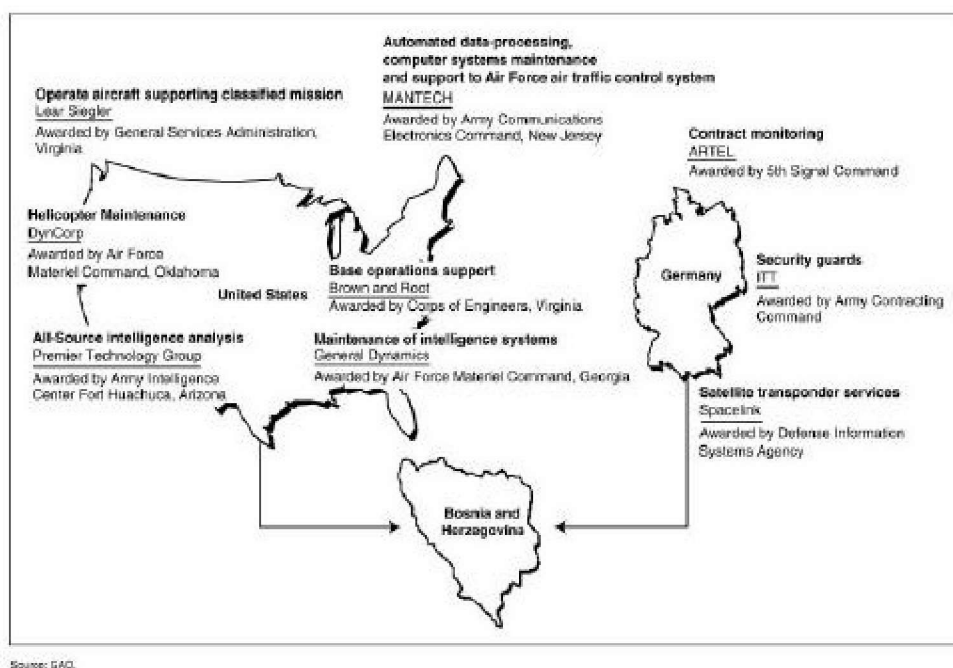 Automated data-processing,
computer systems maintenance
and support to Air Force air traffic control system
MANTECH
Awarded by Army Communications
Electronics Command, New Jersey
Operate aircraft supporting classified mission
Lear Siegler
Awarded by General Services Administration,
Virginia
Contract monitoring
ARTEL
Awarded by 5th Signal Command
Helicopter Maintenance
DynCorp
Awarded by Air Force
Materiel Command, Oklahoma
United States
Base operations support
Brown and Root
Awarded by Corps of Engineers, Virginia
Germany
Security guards
ITT
Awarded by Army Contracting
Command
All-Source intelligence analysis
Premier Technology Group
Awarded by Army Intelligence
Center Fort Huachuca, Arizona
Maintenance of intelligence systems
General Dynamics
Awarded by Air Force Materiel Command, Georgia
Satellite transponder services
Spacelink
Awarded by Defense Information
Systems Agency
Bosnia and
Herzegovina
Source: GAO.